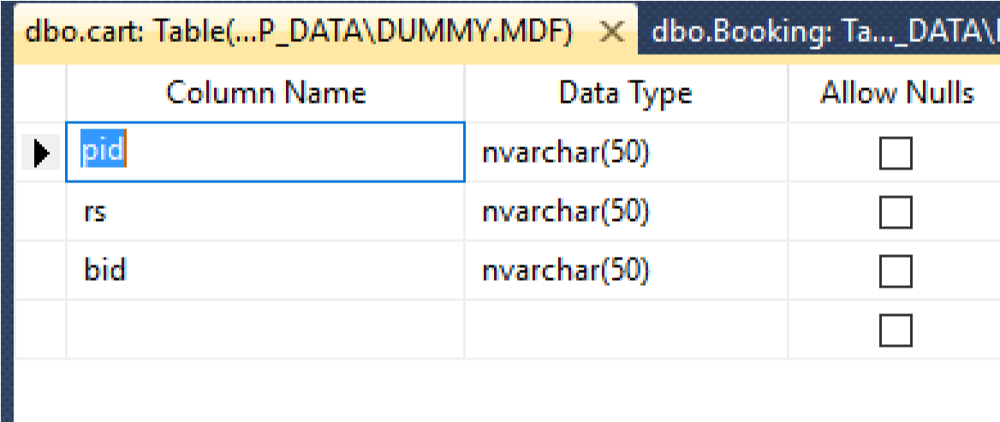 dbo.cart: Table(...P_DATA\DUMMY.MDF) dbo.Booking: Ta..._DATA\
Column Name Data Type Allow Nulls
pid nvarchar(50)
rs nvarchar(50)
bid nvarchar(50)